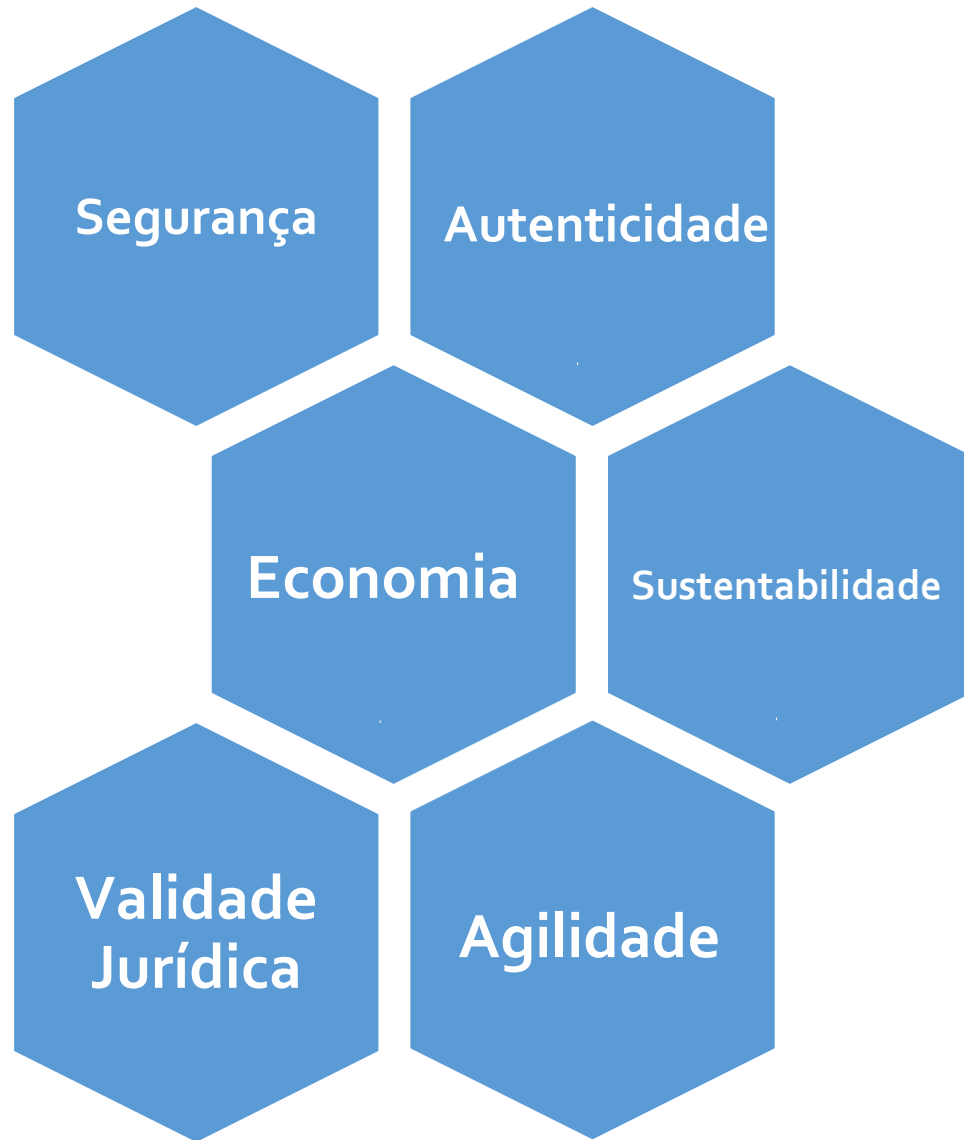 Segurança
Autenticidade
Economia
Sustentabilidade
Validade
Jurídica
Agilidade